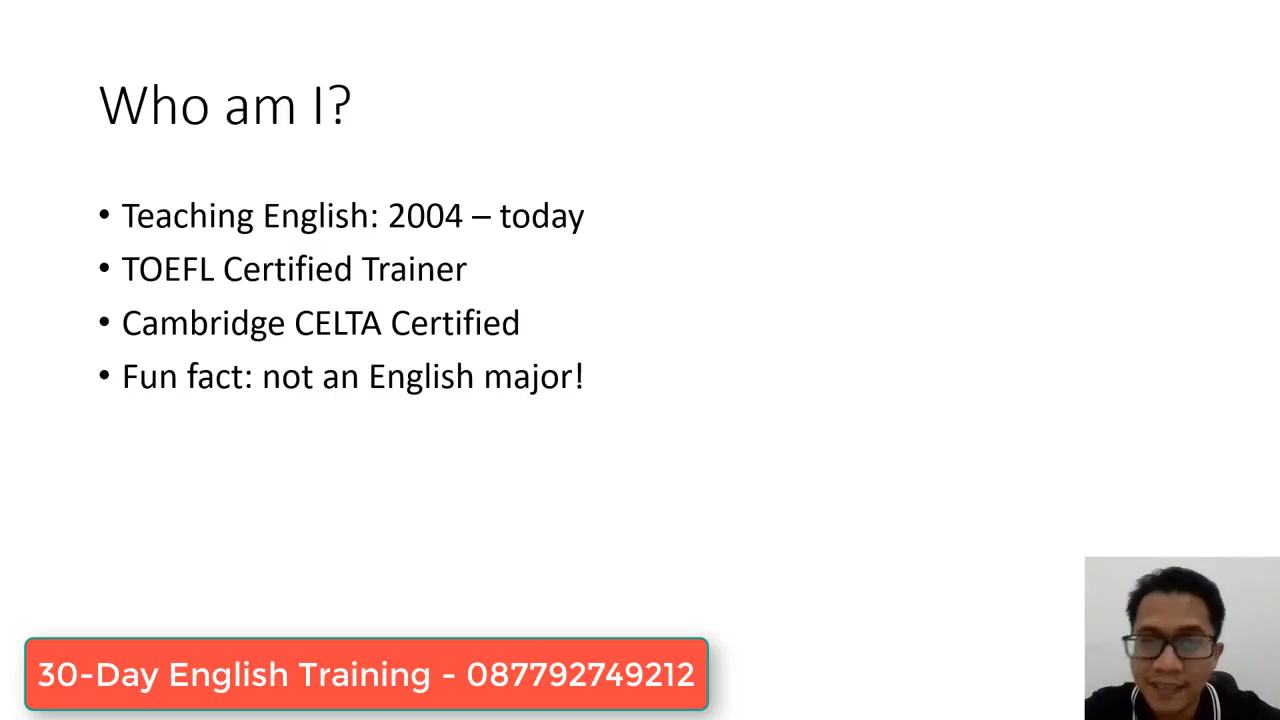 Who am I?
• Teaching English: 2004 – today
• TOEFL Certified Trainer
• Cambridge CELTA Certified
• Fun fact: not an English major!
30-Day English Training - 087792749212